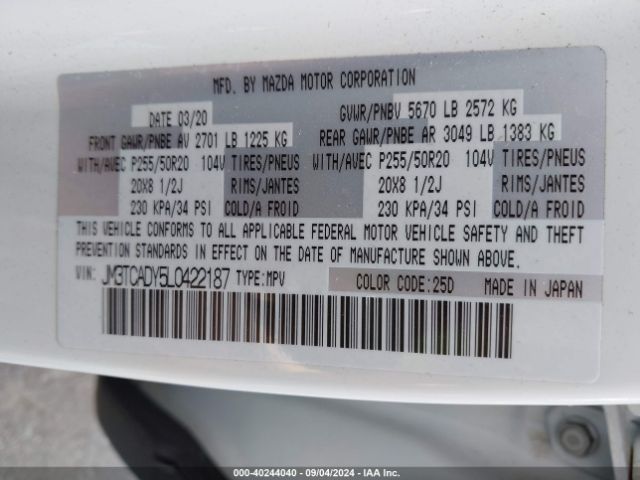 MFD. BY MAZDA MOTOR CORPORATION
DATE 03/20 GVWR/PNBV 5670 LB 2572 KG
FRONT GAWR/PNBE AV 2701 LB 1225 KG REAR GAWR/PNBE AR 3049 LB 1383 KG
WITH/AVEC P255/50R20 104V TIRES/PNEUS WITH/AVEC P255/50R20 104V TIRES/PNEUS
20X8 1/2J RIMS/JANTES 20X8 1/2J RIMS/JANTES
230 KPA/34 PSI COLD/A FROID 230 KPA/34 PSI COLD/A FROID
THIS VEHICLE CONFORMS TO ALL APPLICABLE FEDERAL MOTOR VEHICLE SAFETY AND THEFT
PREVENTION STANDARDS IN EFFECT ON THE DATE OF MANUFACTURE SHOWN ABOVE.
VIN: JM3TCADY5L0422187 TYPE:MPV COLOR CODE:25D MADE IN JAPAN
000-40244040 - 09/04/2024 - IAA Inc.